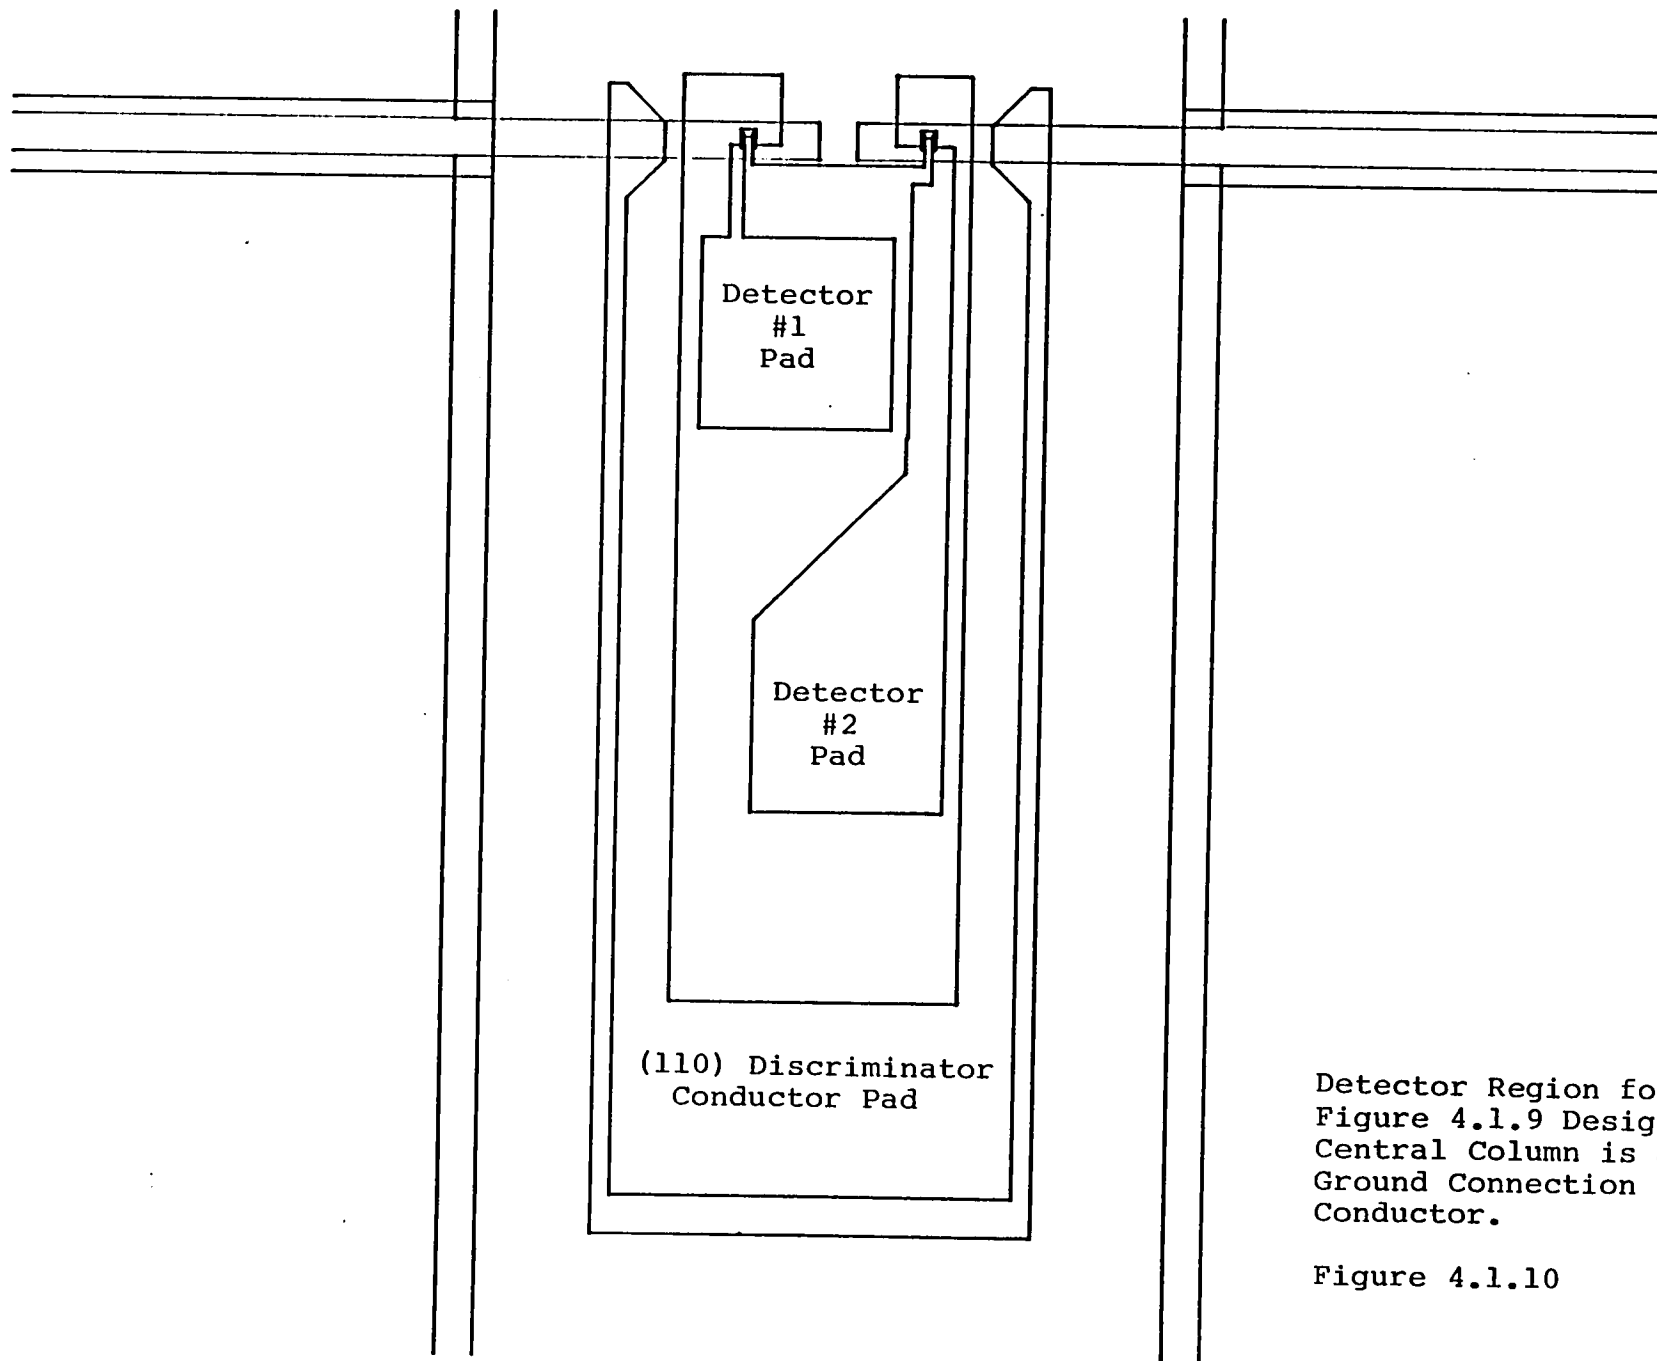 Detector
#1
Pad
Detector
#2
Pad
(110) Discriminator
Conductor Pad
Detector Region fo
Figure 4.1.9 Desig
Central Column is
Ground Connection
Conductor.
Figure 4.1.10